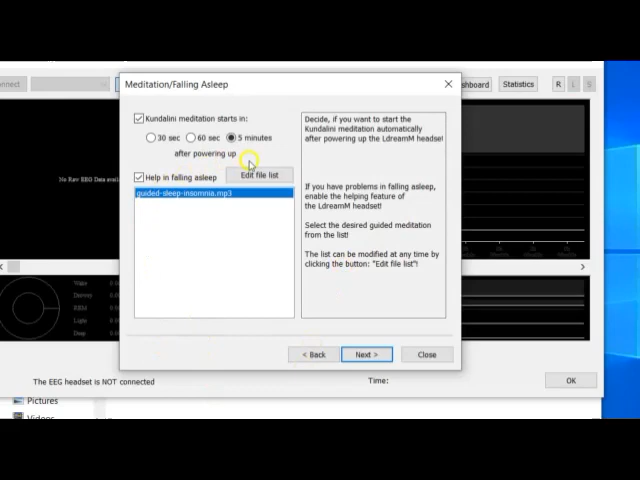 onnect
Meditation/Falling Asleep
shboard
Statistics
R
L
S
Kundalini meditation starts in:
30 sec
60 sec
5 minutes
after powering up
Help in falling asleep
Edit file list
guided-sleep-insomnia.mp3
Decide, if you want to start the
Kundalini meditation automatically
after powering up the LdreamM headset!
If you have problems in falling asleep,
enable the helping feature of
the LdreamM headset!
Select the desired guided meditation
from the list!
The list can be modified at any time by
clicking the button: "Edit file list"!
No Raw EEG Data avail
Wake
Drowsy
REM
Light
Deep
< Back
Next >
Close
The EEG headset is NOT connected
Time:
OK
Pictures
Videos